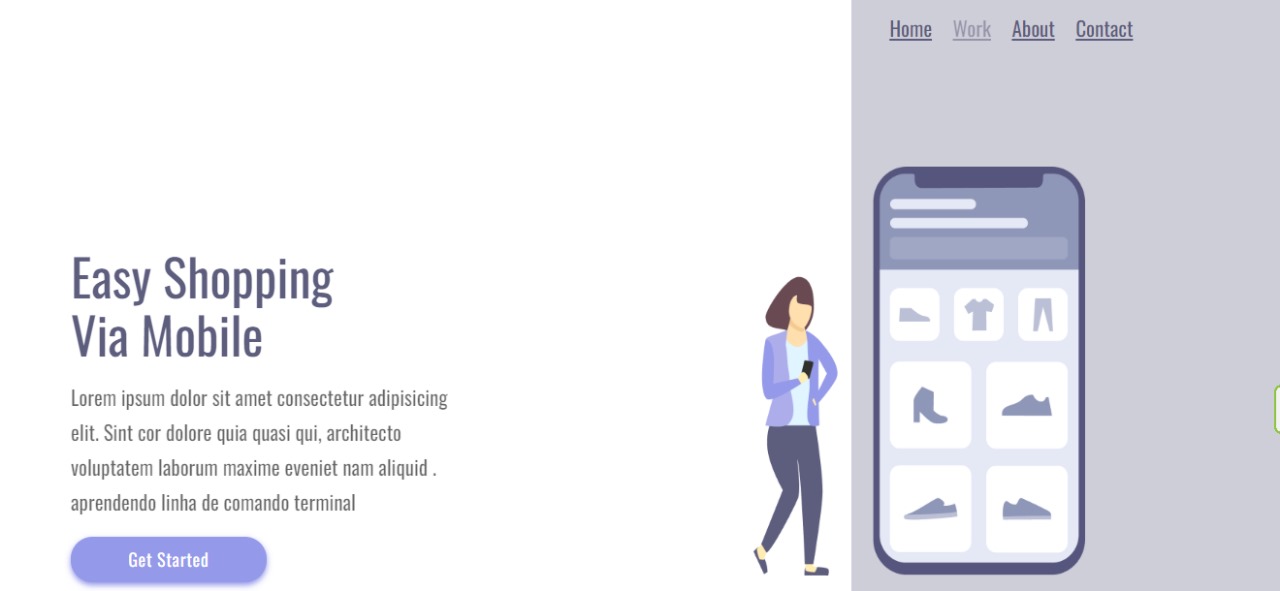 Home Work About Contact
Easy Shopping
Via Mobile
Lorem ipsum dolor sit amet consectetur adipisicing
elit. Sint cor dolore quia quasi qui, architecto
voluptatem laborum maxime eveniet nam aliquid .
aprendendo linha de comando terminal
Get Started